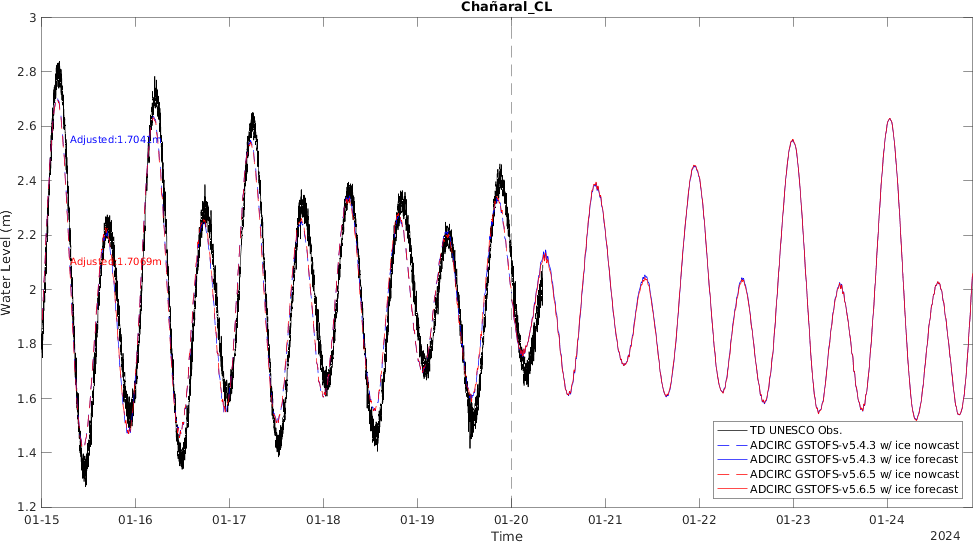 Chañaral_CL
3
2.8
2.6
2.4
2.2
2
1.8
1.6
1.4
1.2
Water Level (m)
Adjusted:1.7041m
Adjusted:1.7069m
TD UNESCO Obs.
ADCIRC GSTOFS-v5.4.3 w/ ice nowcast
ADCIRC GSTOFS-v5.4.3 w/ ice forecast
ADCIRC GSTOFS-v5.6.5 w/ ice nowcast
ADCIRC GSTOFS-v5.6.5 w/ ice forecast
01-15 01-16 01-17 01-18 01-19 01-20 01-21 01-22 01-23 01-24
Time
2024